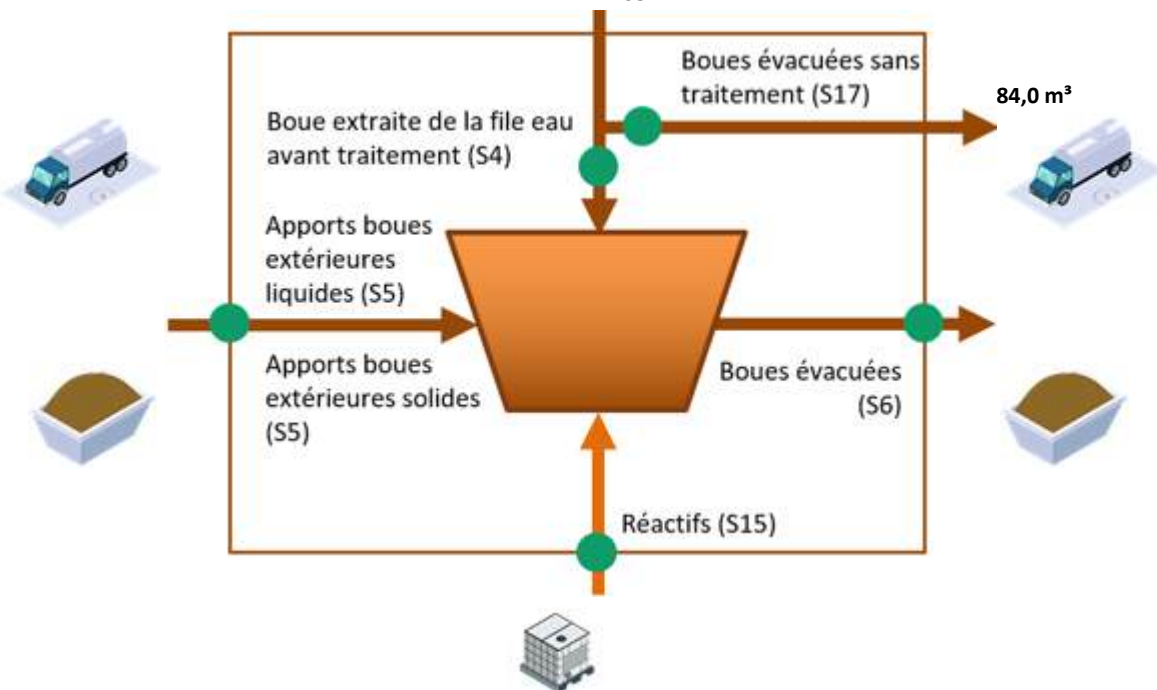 Boues évacuées sans
traitement (S17)
84,0 m³
Boue extraite de la file eau
avant traitement (S4)
Apports boues
extérieures
liquides (S5)
Apports boues
extérieures solides
(S5)
Boues évacuées
(S6)
Réactifs (S15)